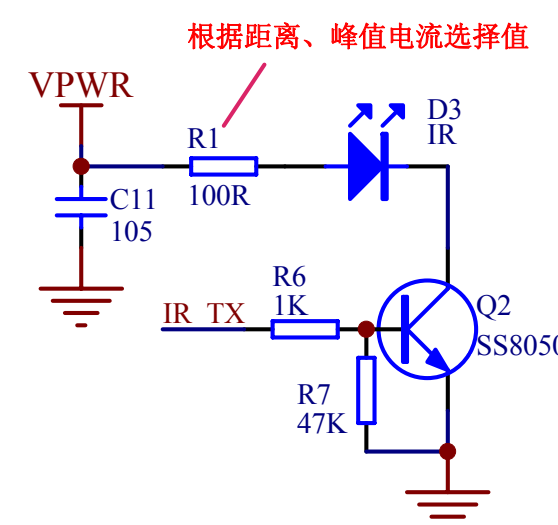 根据距离、峰值电流选择值
VPWR
D3
IR
R1
100R
C11
105
R6
1K
IR_TX
Q2
SS8050
R7
47K